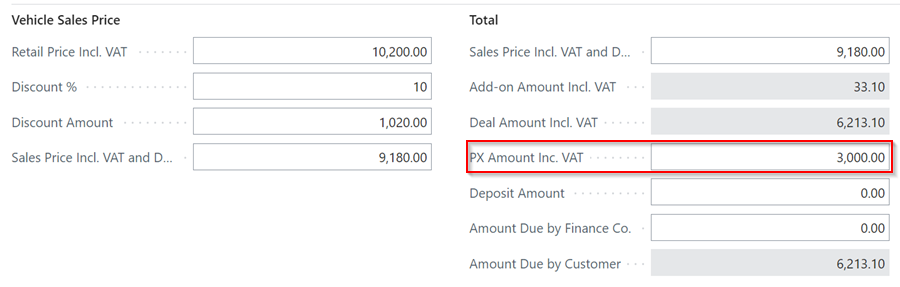 Vehicle Sales Price
Retail Price Incl. VAT 10,200.00
Discount % 10
Discount Amount 1,020.00
Sales Price Incl. VAT and D... 9,180.00
Total
Sales Price Incl. VAT and D... 9,180.00
Add-on Amount Incl. VAT 33.10
Deal Amount Incl. VAT 6,213.10
PX Amount Inc. VAT 3,000.00
Deposit Amount 0.00
Amount Due by Finance Co. 0.00
Amount Due by Customer 6,213.10